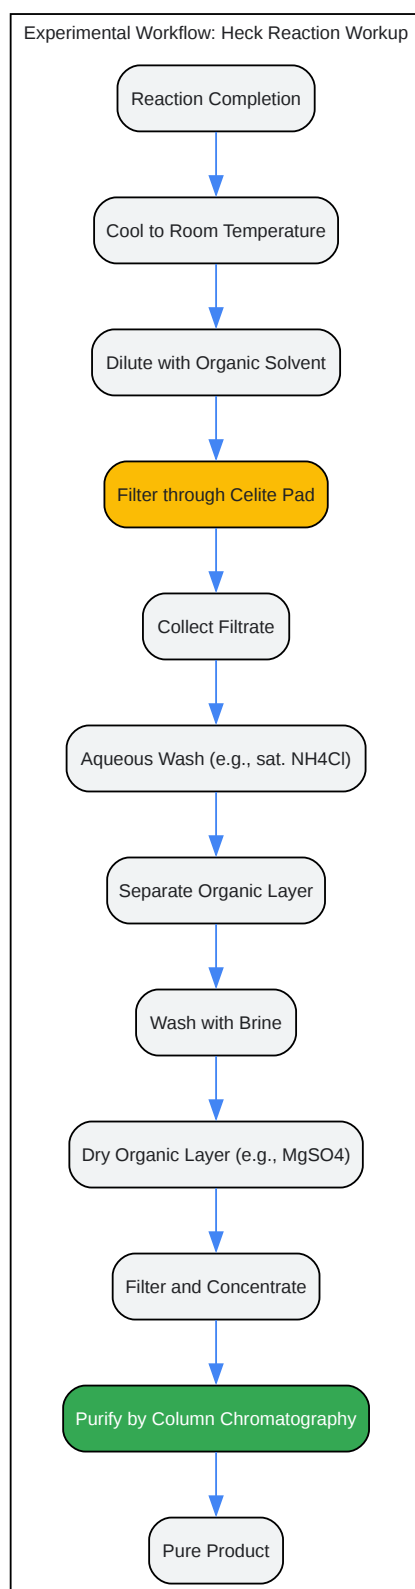 Experimental Workflow: Heck Reaction Workup
Reaction Completion
Cool to Room Temperature
Dilute with Organic Solvent
Filter through Celite Pad
Collect Filtrate
Aqueous Wash (e.g., sat. NH4Cl)
Separate Organic Layer
Wash with Brine
Dry Organic Layer (e.g., MgSO4)
Filter and Concentrate
Purify by Column Chromatography
Pure Product